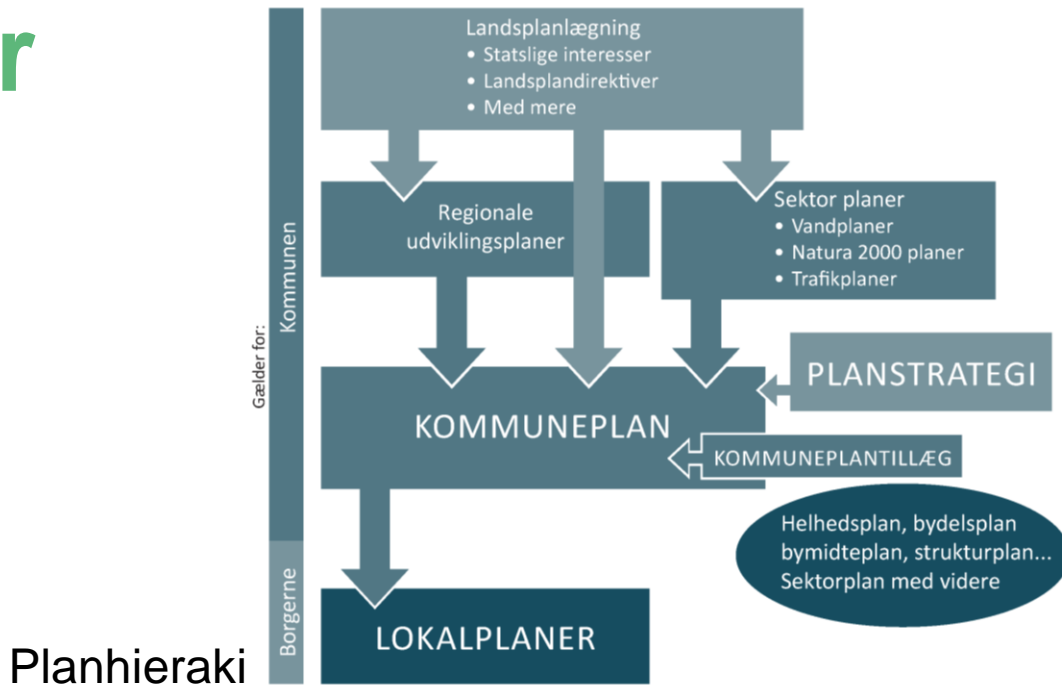 r
Landsplanlægning
• Statslige interesser
• Landsplandirektiver
• Med mere
Regionale
udviklingsplaner
Sektor planer
• Vandplaner
• Natura 2000 planer
• Trafikplaner
Gælder for:
Kommunen
PLANSTRATEGI
KOMMUNEPLAN
KOMMUNEPLANTILLÆG
Helhedsplan, bydelsplan
bymidteplan, strukturplan...
Sektorplan med videre
Borgerne
LOKALPLANER
Planhieraki